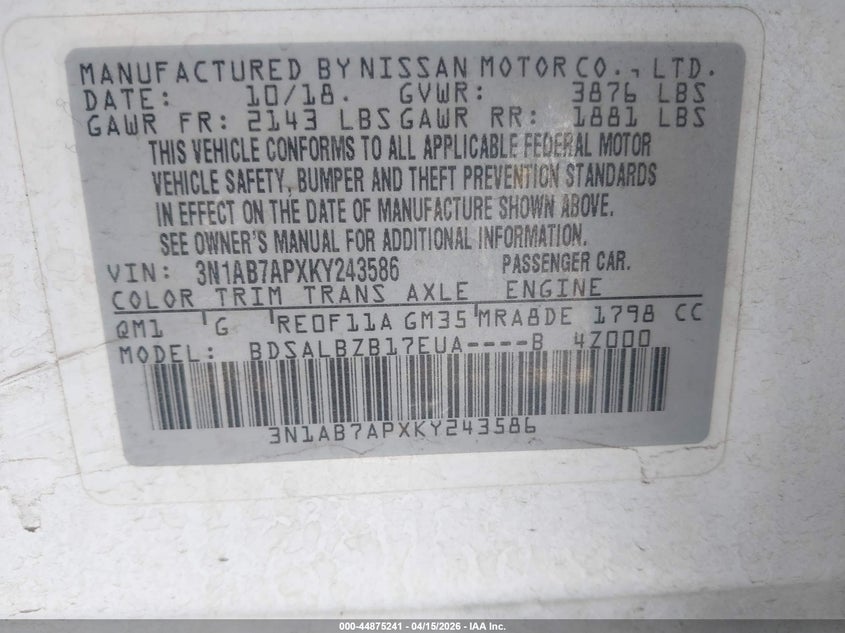 MANUFACTURED BY NISSAN MOTOR CO., LTD.
DATE: 10/18. GVWR: 3876 LBS
GAWR FR: 2143 LBS GAWR RR: 1881 LBS
THIS VEHICLE CONFORMS TO ALL APPLICABLE FEDERAL MOTOR
VEHICLE SAFETY, BUMPER AND THEFT PREVENTION STANDARDS
IN EFFECT ON THE DATE OF MANUFACTURE SHOWN ABOVE.
SEE OWNER'S MANUAL FOR ADDITIONAL INFORMATION.
VIN: 3N1AB7APXKY243586 PASSENGER CAR.
COLOR TRIM TRANS AXLE ENGINE
QM1 G RE0F11A GM35 MRA8DE 1798 CC
MODEL: BDSALBZB17EUA----B 4Z000
3N1AB7APXKY243586
000-44875241 - 04/15/2026 - IAA Inc.